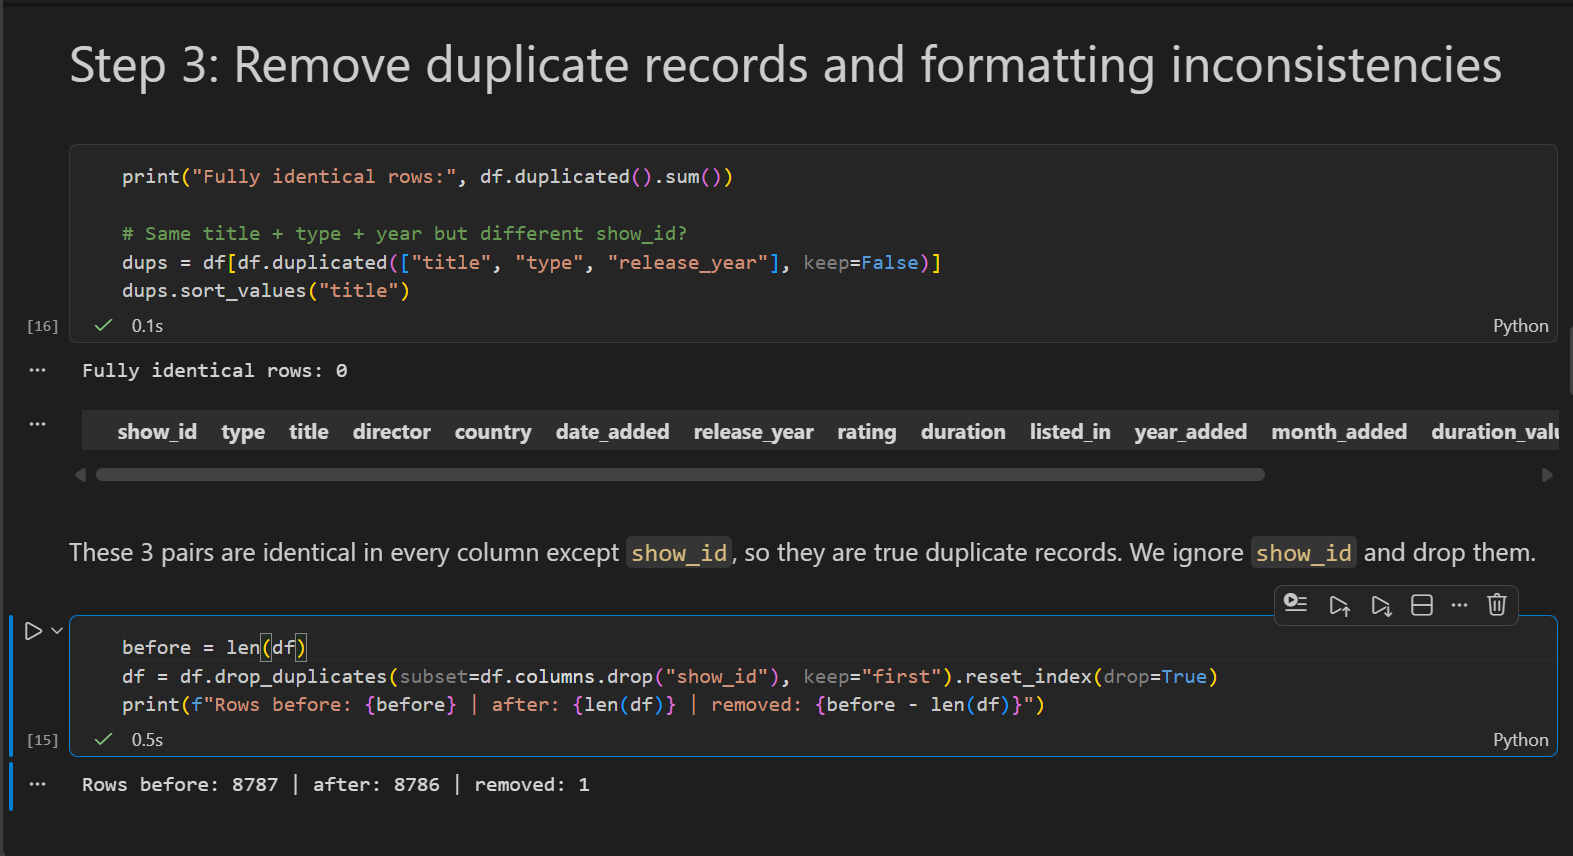 Step 3: Remove duplicate records and formatting inconsistencies
print("Fully identical rows:", df.duplicated().sum())
# Same title + type + year but different show_id?
dups = df[df.duplicated(["title", "type", "release_year"], keep=False)]
dups.sort_values("title")
[16] 0.1s Python
Fully identical rows: 0
show_id type title director country date_added release_year rating duration listed_in year_added month_added duration_valu
These 3 pairs are identical in every column except show_id, so they are true duplicate records. We ignore show_id and drop them.
before = len(df)
df = df.drop_duplicates(subset=df.columns.drop("show_id"), keep="first").reset_index(drop=True)
print(f"Rows before: {before} | after: {len(df)} | removed: {before - len(df)}")
[15] 0.5s Python
Rows before: 8787 | after: 8786 | removed: 1